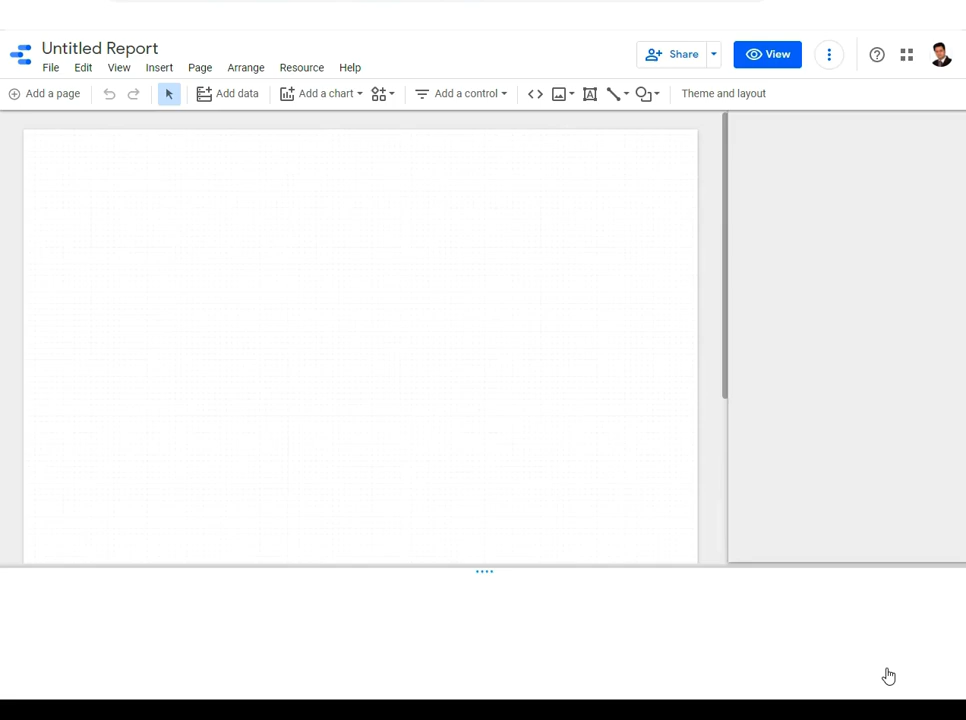 Untitled Report
File Edit View Insert Page Arrange Resource Help
Share View
Add a page Add data Add a chart Add a control Theme and layout